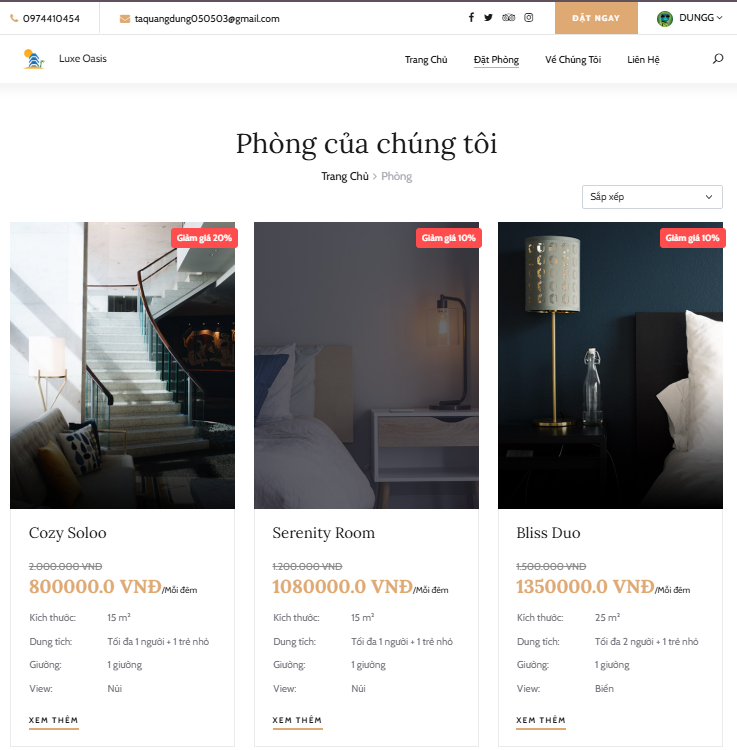 0974410454 taquangdung050503@gmail.com ĐẶT NGAY DUNGG
Luxe Oasis Trang Chủ Đặt Phòng Về Chúng Tôi Liên Hệ
Phòng của chúng tôi
Trang Chủ > Phòng
Sắp xếp
Giảm giá 20%
Giảm giá 10%
Giảm giá 10%
Cozy Soloo
2.000.000 VNĐ
800000.0 VNĐ/Mỗi đêm
Kích thước: 15 m²
Dung tích: Tối đa 1 người + 1 trẻ nhỏ
Giường: 1 giường
View: Núi
XEM THÊM
Serenity Room
1.200.000 VNĐ
1080000.0 VNĐ/Mỗi đêm
Kích thước: 15 m²
Dung tích: Tối đa 1 người + 1 trẻ nhỏ
Giường: 1 giường
View: Núi
XEM THÊM
Bliss Duo
1.500.000 VNĐ
1350000.0 VNĐ/Mỗi đêm
Kích thước: 25 m²
Dung tích: Tối đa 2 người + 1 trẻ nhỏ
Giường: 1 giường
View: Biển
XEM THÊM